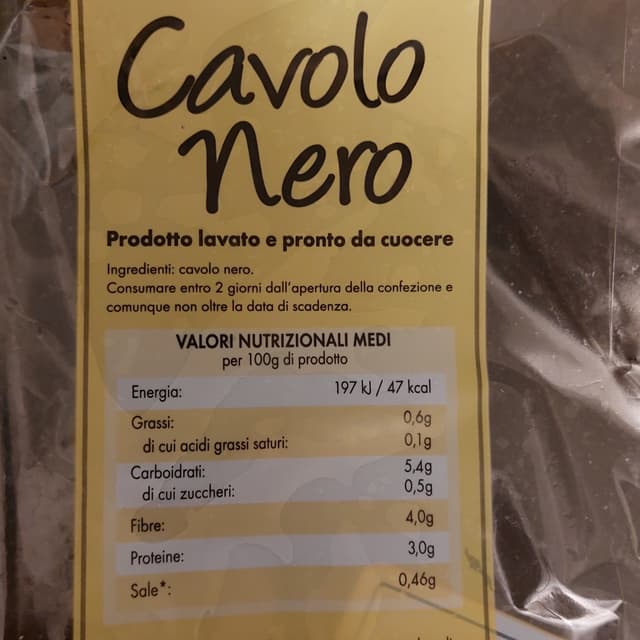 Cavolo
Nero
Prodotto lavato e pronto da cuocere
Ingredienti: cavolo nero.
Consumare entro 2 giorni dall'apertura della confezione e
comunque non oltre la data di scadenza.
VALORI NUTRIZIONALI MEDI
per 100g di prodotto
Energia: 197 kJ / 47 kcal
Grassi: 0,6g
di cui acidi grassi saturi: 0,1g
Carboidrati: 5,4g
di cui zuccheri: 0,5g
Fibre: 4,0g
Proteine: 3,0g
Sale*: 0,46g